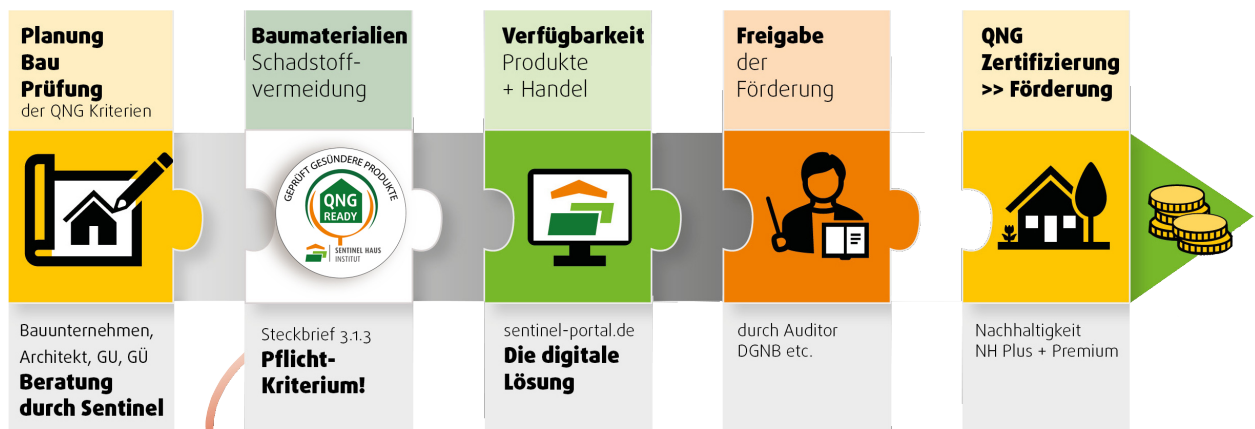 Planung
Bau
Prüfung
der QNG Kriterien
Baumaterialien
Schadstoff-
vermeidung
Verfügbarkeit
Produkte
+ Handel
Freigabe
der
Förderung
QNG
Zertifizierung
>> Förderung
GEPRÜFT GESÜNDERE PRODUKTE
QNG
READY
SENTINEL HAUS
INSTITUT
Bauunternehmen,
Architekt, GU, GÜ
Beratung
durch Sentinel
Steckbrief 3.1.3
Pflicht-
Kriterium!
sentinel-portal.de
Die digitale
Lösung
durch Auditor
DGNB etc.
Nachhaltigkeit
NH Plus + Premium